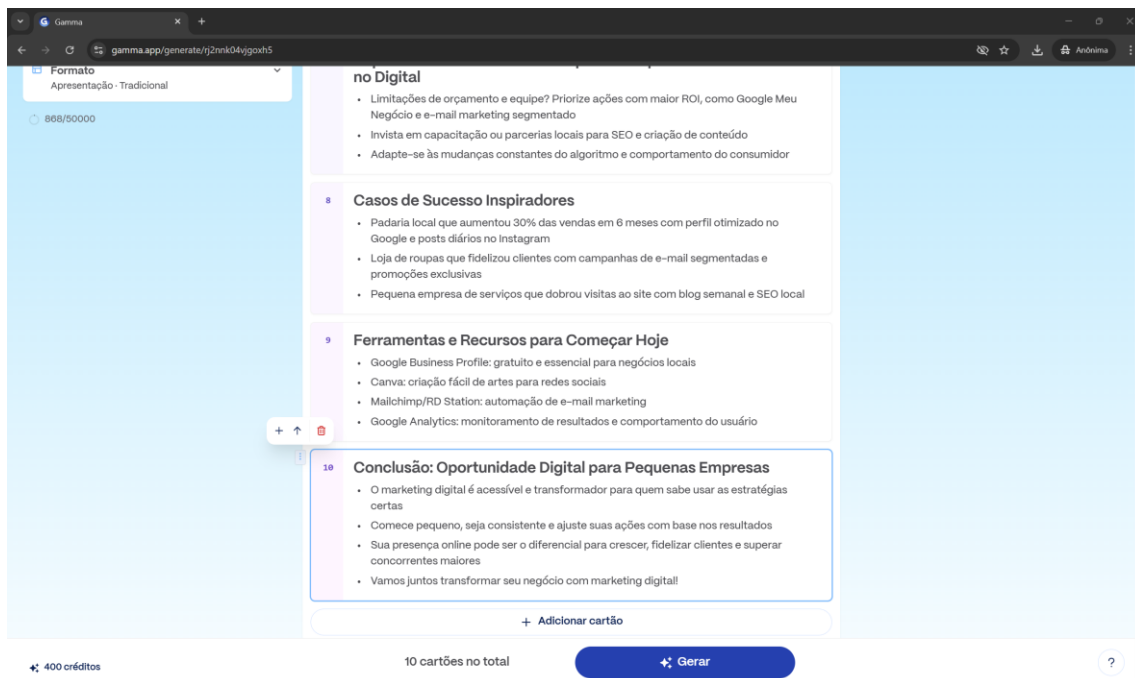 Gamma
gamma.app/generate/rj2nnk04vjgoxh5
Anônima
Formato
Apresentação · Tradicional
868/50000
no Digital
• Limitações de orçamento e equipe? Priorize ações com maior ROI, como Google Meu
Negócio e e-mail marketing segmentado
• Invista em capacitação ou parcerias locais para SEO e criação de conteúdo
• Adapte-se às mudanças constantes do algoritmo e comportamento do consumidor
8
Casos de Sucesso Inspiradores
• Padaria local que aumentou 30% das vendas em 6 meses com perfil otimizado no
Google e posts diários no Instagram
• Loja de roupas que fidelizou clientes com campanhas de e-mail segmentadas e
promoções exclusivas
• Pequena empresa de serviços que dobrou visitas ao site com blog semanal e SEO local
9
Ferramentas e Recursos para Começar Hoje
• Google Business Profile: gratuito e essencial para negócios locais
• Canva: criação fácil de artes para redes sociais
• Mailchimp/RD Station: automação de e-mail marketing
• Google Analytics: monitoramento de resultados e comportamento do usuário
10
Conclusão: Oportunidade Digital para Pequenas Empresas
• O marketing digital é acessível e transformador para quem sabe usar as estratégias
certas
• Comece pequeno, seja consistente e ajuste suas ações com base nos resultados
• Sua presença online pode ser o diferencial para crescer, fidelizar clientes e superar
concorrentes maiores
• Vamos juntos transformar seu negócio com marketing digital!
+ Adicionar cartão
400 créditos
10 cartões no total
Gerar
?